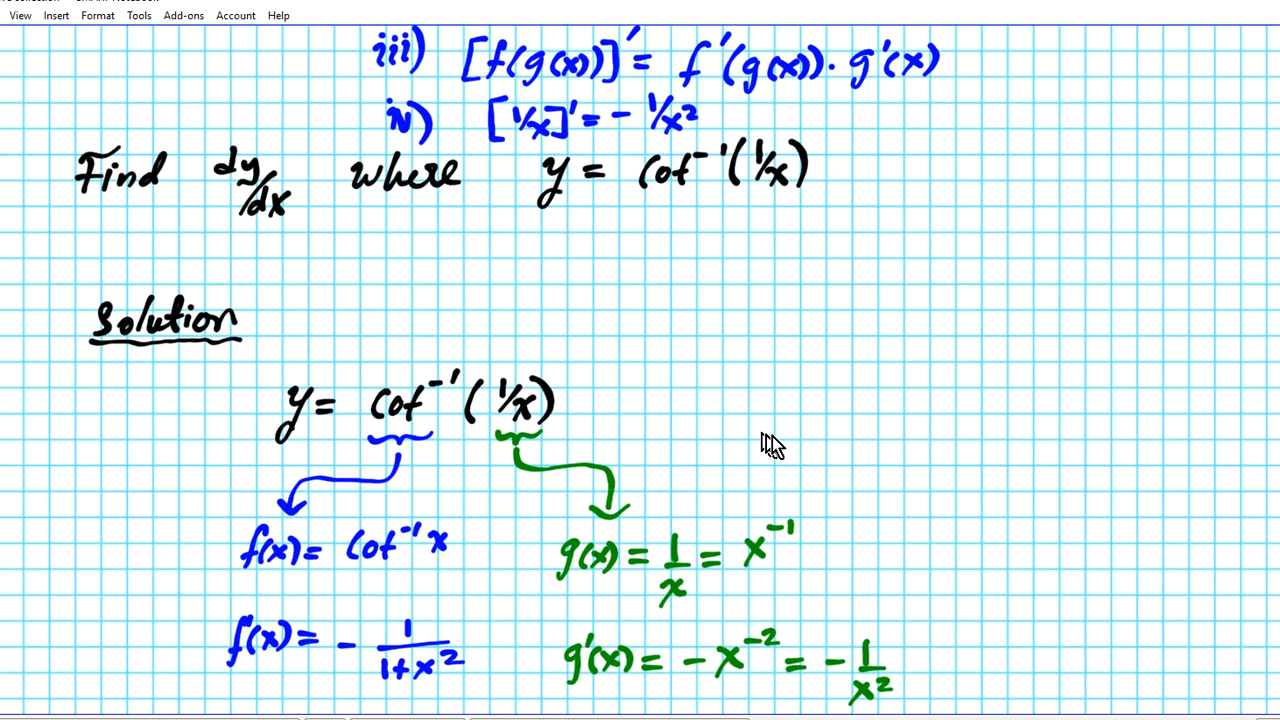 View Insert Format Tools Add-ons Account Help
iii) [f(g(x))]' = f'(g(x)) · g'(x)
iv) [1/x]' = - 1/x²
Find dy/dx where y = cot⁻¹(1/x)
Solution
y = cot⁻¹(1/x)
f(x) = cot⁻¹x g(x) = 1/x = x⁻¹
f'(x) = - 1/(1+x²) g'(x) = -x⁻² = - 1/x²